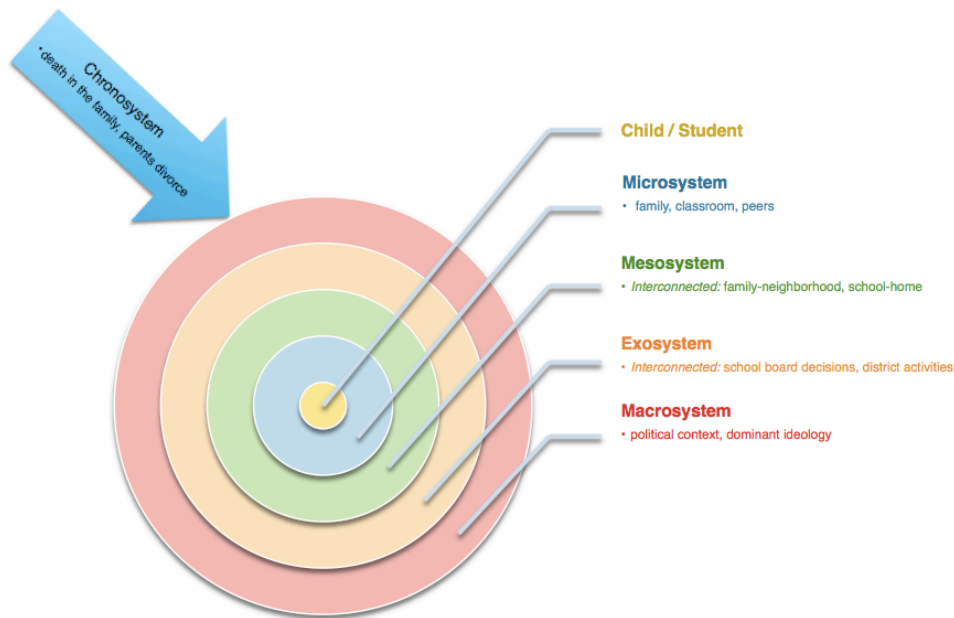 Chronosystem
• death in the family, parents divorce
Child / Student
Microsystem
• family, classroom, peers
Mesosystem
• Interconnected: family-neighborhood, school-home
Exosystem
• Interconnected: school board decisions, district activities
Macrosystem
• political context, dominant ideology